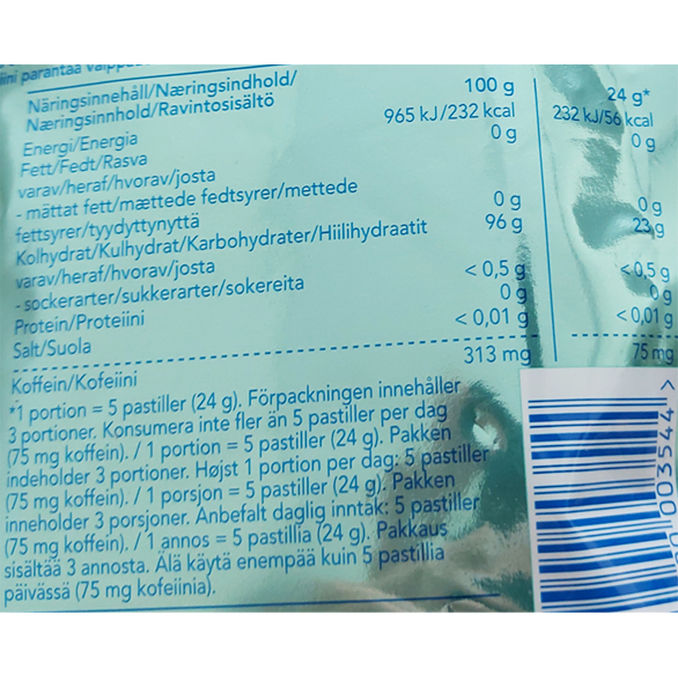 ini parantaa
Näringsinnehåll/Næringsindhold/
Næringsinnhold/Ravintosisältö 100 g 24 g*
Energi/Energia 965 kJ/232 kcal 232 kJ/56 kcal
Fett/Fedt/Rasva 0 g 0 g
varav/heraf/hvorav/josta
- mättat fett/mættede fedtsyrer/mettede
fettsyrer/tyydyttynyttä 0 g 0 g
Kolhydrat/Kulhydrat/Karbohydrater/Hiilihydraatit 96 g 23 g
varav/heraf/hvorav/josta
- sockerarter/sukkerarter/sokereita < 0,5 g < 0,5 g
Protein/Proteiini 0 g 0 g
Salt/Suola < 0,01 g < 0,01 g
Koffein/Kofeiini 313 mg 75 mg
*1 portion = 5 pastiller (24 g). Förpackningen innehåller
3 portioner. Konsumera inte fler än 5 pastiller per dag
(75 mg koffein). / 1 portion = 5 pastiller (24 g). Pakken
indeholder 3 portioner. Højst 1 portion per dag: 5 pastiller
(75 mg koffein). / 1 porsjon = 5 pastiller (24 g). Pakken
inneholder 3 porsjoner. Anbefalt daglig inntak: 5 pastiller
(75 mg koffein). / 1 annos = 5 pastillia (24 g). Pakkaus
sisältää 3 annosta. Älä käytä enempää kuin 5 pastillia
päivässä (75 mg kofeiinia).
003544 >